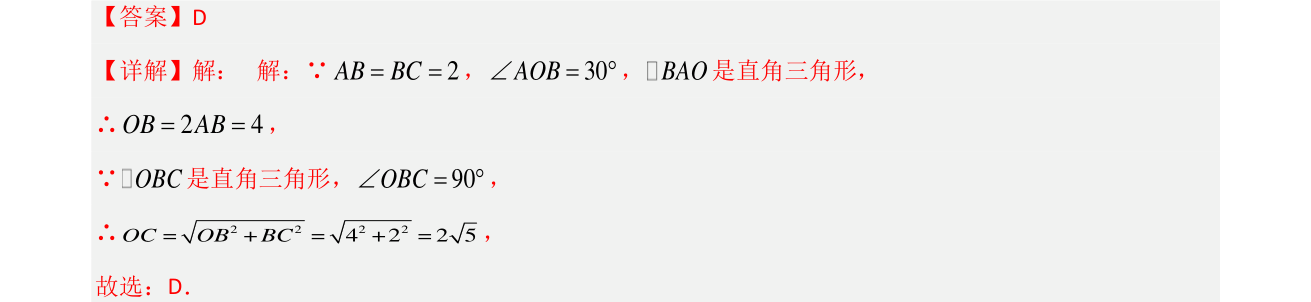 【答案】D
【详解】解： 解：∵ AB = BC = 2，∠AOB = 30°，▯BAO 是直角三角形，
∴ OB = 2AB = 4，
∵ ▯OBC 是直角三角形，∠OBC = 90°，
∴ OC = √(OB² + BC²) = √(4² + 2²) = 2√5，
故选：D．